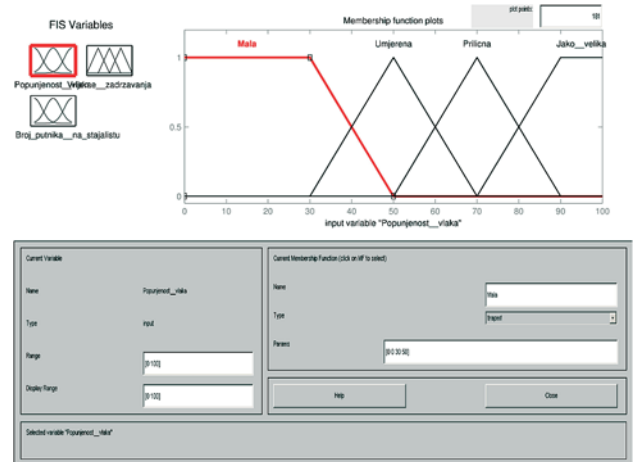 FIS Variables
Membership function plots
plot points:
181
Popunjenost__vlaka
Vrijeme__zadrzavanja
Broj_putnika__na_stajalistu
Mala
Umjerena
Prilicna
Jako__velika
1
0.5
0
0 10 20 30 40 50 60 70 80 90 100
input variable "Popunjenost__vlaka"
Current Variable
Name
Popunjenost__vlaka
Type
input
Range
[0 100]
Display Range
[0 100]
Current Membership Function (click on MF to select)
Name
Mala
Type
trapmf
Params
[0 0 30 50]
Help
Close
Selected variable "Popunjenost__vlaka"